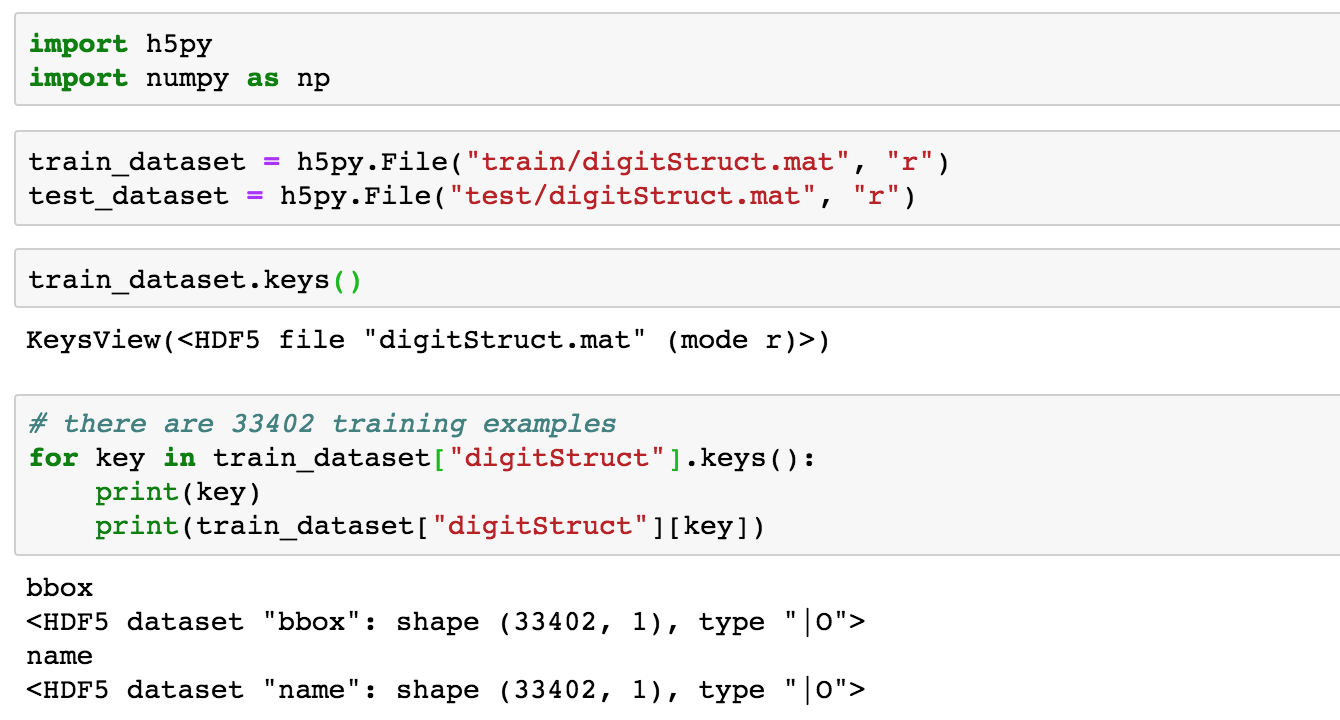 import h5py
import numpy as np
train_dataset = h5py.File("train/digitStruct.mat", "r")
test_dataset = h5py.File("test/digitStruct.mat", "r")
train_dataset.keys()
KeysView(<HDF5 file "digitStruct.mat" (mode r)>)
# there are 33402 training examples
for key in train_dataset["digitStruct"].keys():
    print(key)
    print(train_dataset["digitStruct"][key])
bbox
<HDF5 dataset "bbox": shape (33402, 1), type "|O">
name
<HDF5 dataset "name": shape (33402, 1), type "|O">